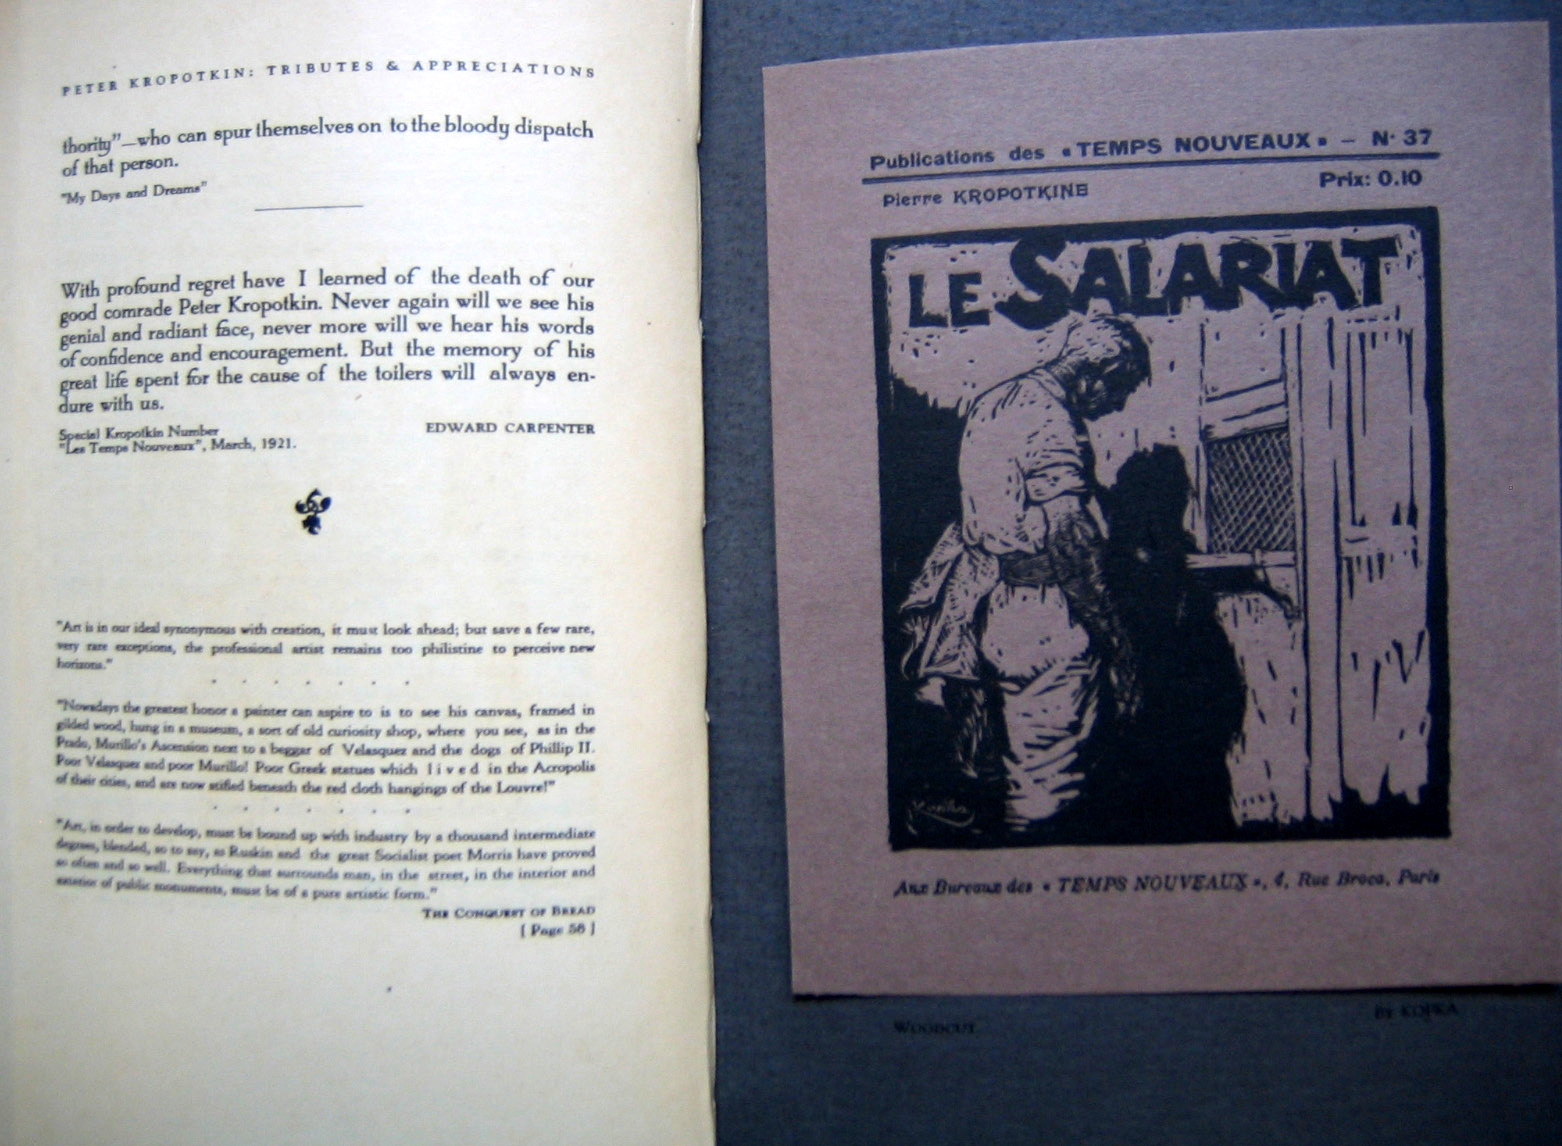 PETER KROPOTKIN: TRIBUTES & APPRECIATIONS
thority"—who can spur themselves on to the bloody dispatch
of that person.
"My Days and Dreams"
With profound regret have I learned of the death of our
good comrade Peter Kropotkin. Never again will we see his
genial and radiant face, never more will we hear his words
of confidence and encouragement. But the memory of his
great life spent for the cause of the toilers will always en-
dure with us.
EDWARD CARPENTER
Special Kropotkin Number
"Les Temps Nouveaux", March, 1921.
"Art is in our ideal synonymous with creation, it must look ahead; but save a few rare,
very rare exceptions, the professional artist remains too philistine to perceive new
horizons."
"Nowadays the greatest honor a painter can aspire to is to see his canvas, framed in
gilded wood, hung in a museum, a sort of old curiosity shop, where you see, as in the
Prado, Murillo's Ascension next to a beggar of Velasquez and the dogs of Phillip II.
Poor Velasquez and poor Murillo! Poor Greek statues which lived in the Acropolis
of their cities, and are now stifled beneath the red cloth hangings of the Louvre!"
"Art, in order to develop, must be bound up with industry by a thousand intermediate
degrees, blended, so to say, as Ruskin and the great Socialist poet Morris have proved
so often and so well. Everything that surrounds man, in the street, in the interior and
exterior of public monuments, must be of a pure artistic form."
THE CONQUEST OF BREAD
[ Page 58 ]
Publications des « TEMPS NOUVEAUX » – N° 37
Pierre KROPOTKINE
Prix: 0.10
LE SALARIAT
Kupka
Aux Bureaux des « TEMPS NOUVEAUX », 4, Rue Broca, Paris
WOODCUT
BY KOPKA